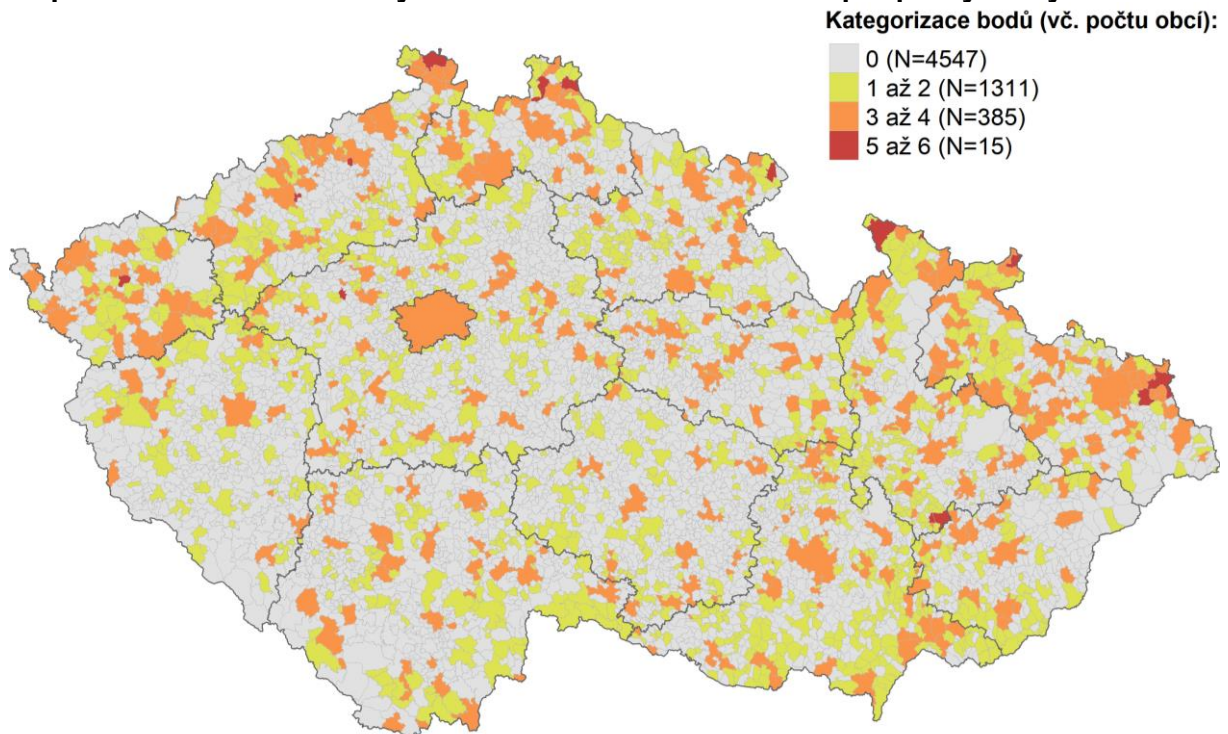 Kategorizace bodů (vč. počtu obcí):
0 (N=4547)
1 až 2 (N=1311)
3 až 4 (N=385)
5 až 6 (N=15)